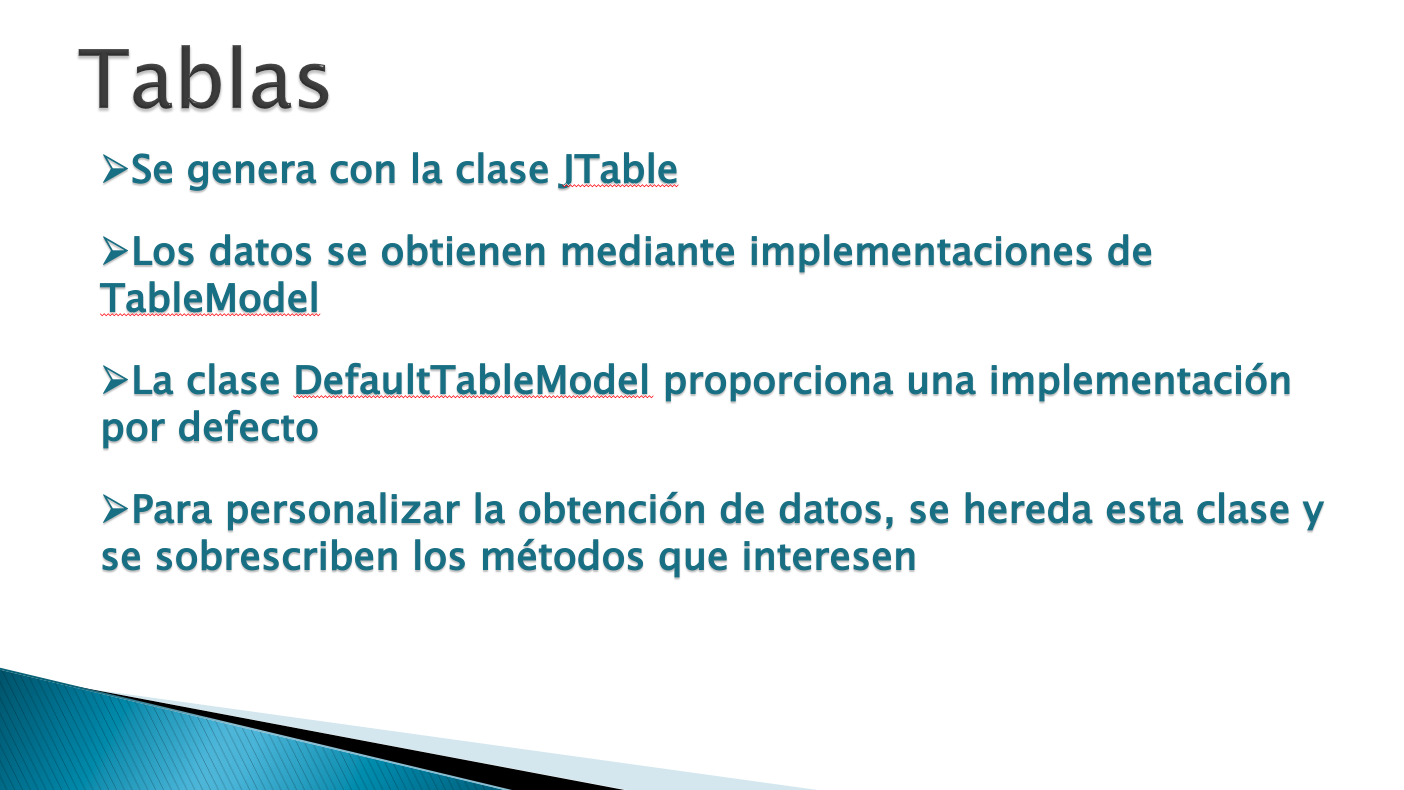 Tablas
➢Se genera con la clase JTable
➢Los datos se obtienen mediante implementaciones de
TableModel
➢La clase DefaultTableModel proporciona una implementación
por defecto
➢Para personalizar la obtención de datos, se hereda esta clase y
se sobrescriben los métodos que interesen